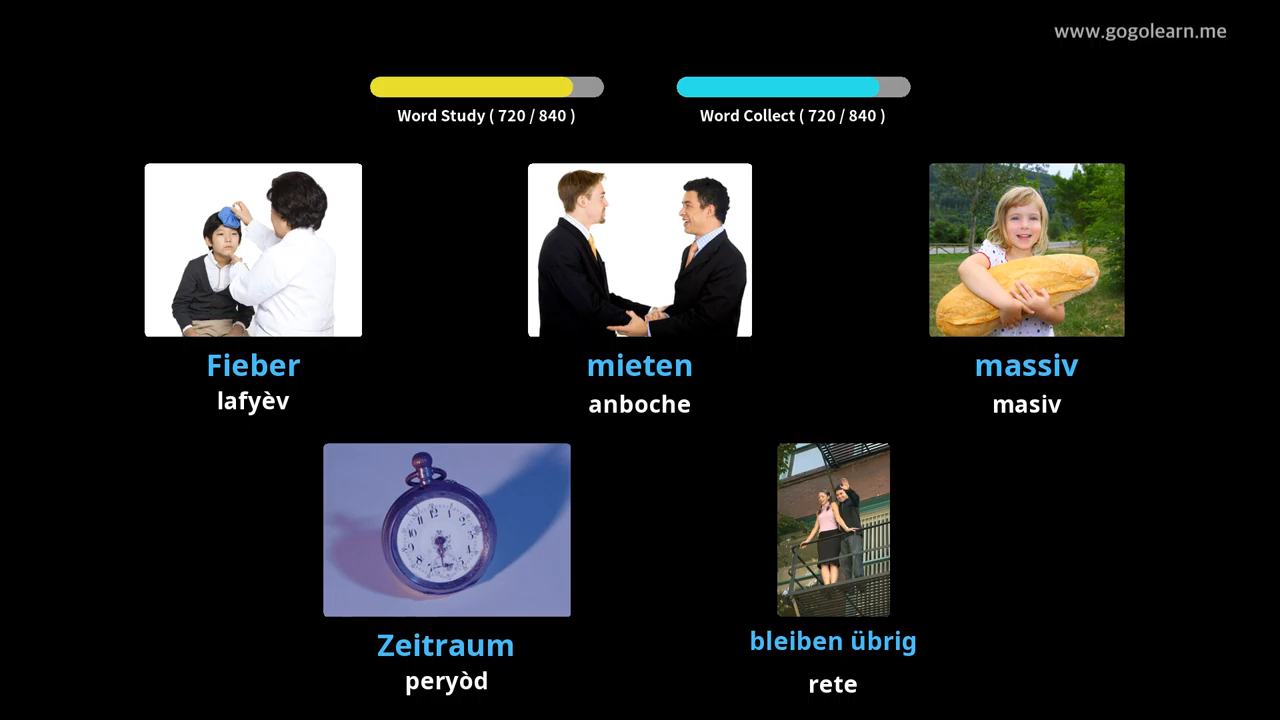 www.gogolearn.me
Word Study ( 720 / 840 )
Word Collect ( 720 / 840 )
Fieber
lafyèv
mieten
anboche
massiv
masiv
Zeitraum
peryòd
bleiben übrig
rete